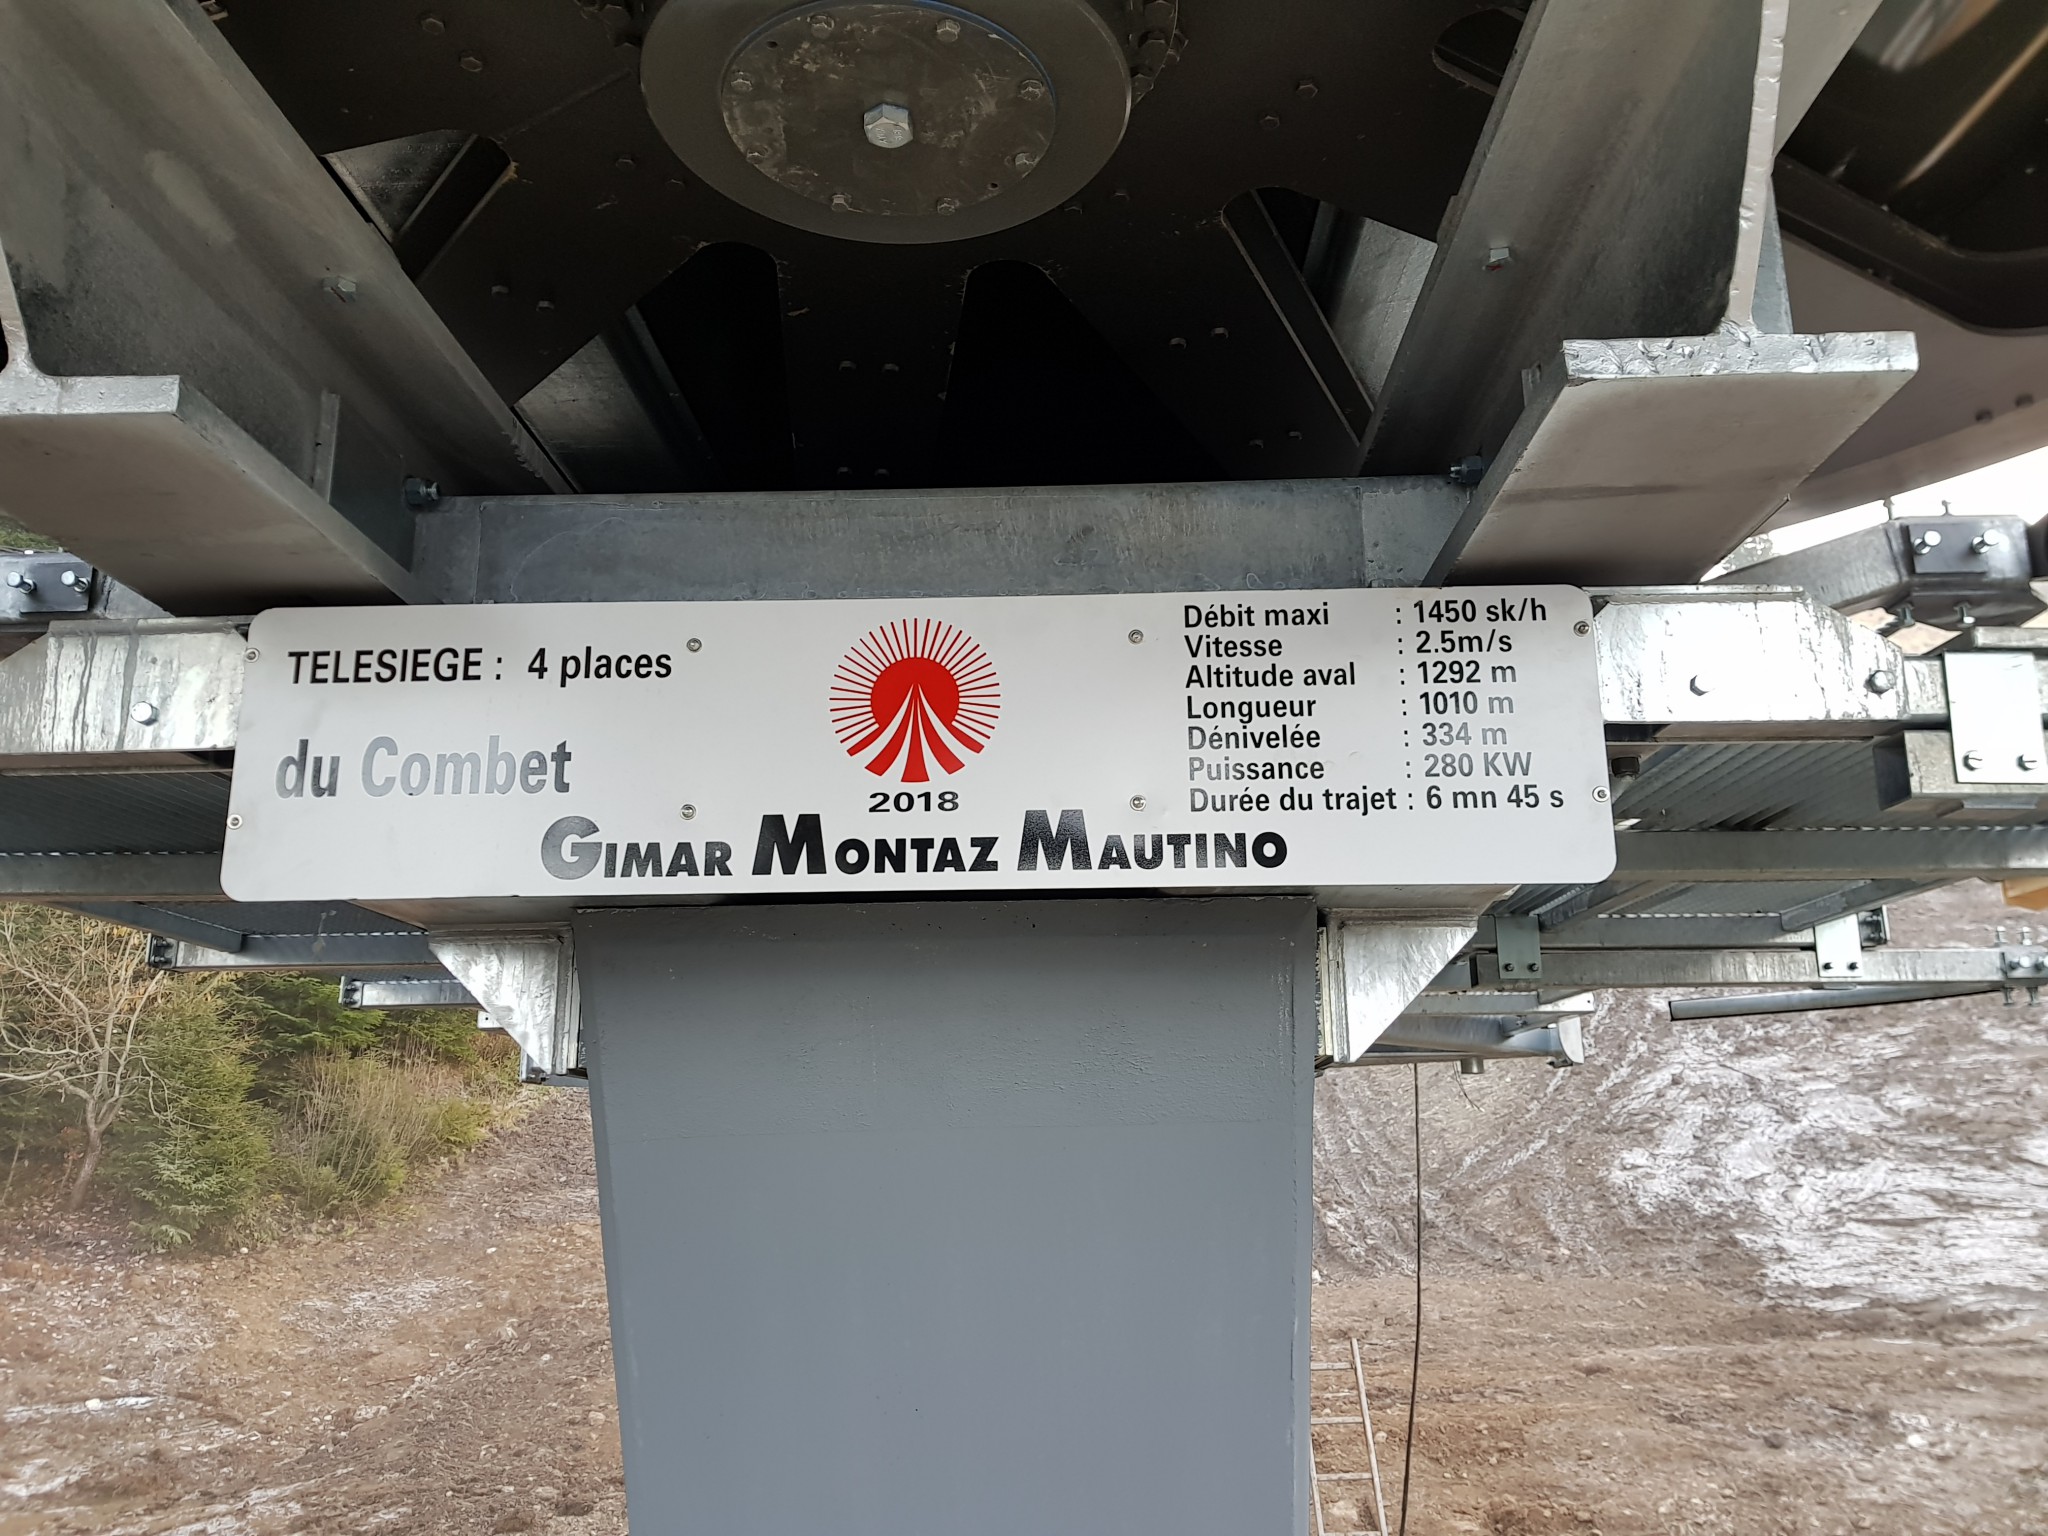 TELESIEGE : 4 places
du Combet
2018
GIMAR MONTAZ MAUTINO
Débit maxi : 1450 sk/h
Vitesse : 2.5m/s
Altitude aval : 1292 m
Longueur : 1010 m
Dénivelée : 334 m
Puissance : 280 KW
Durée du trajet : 6 mn 45 s